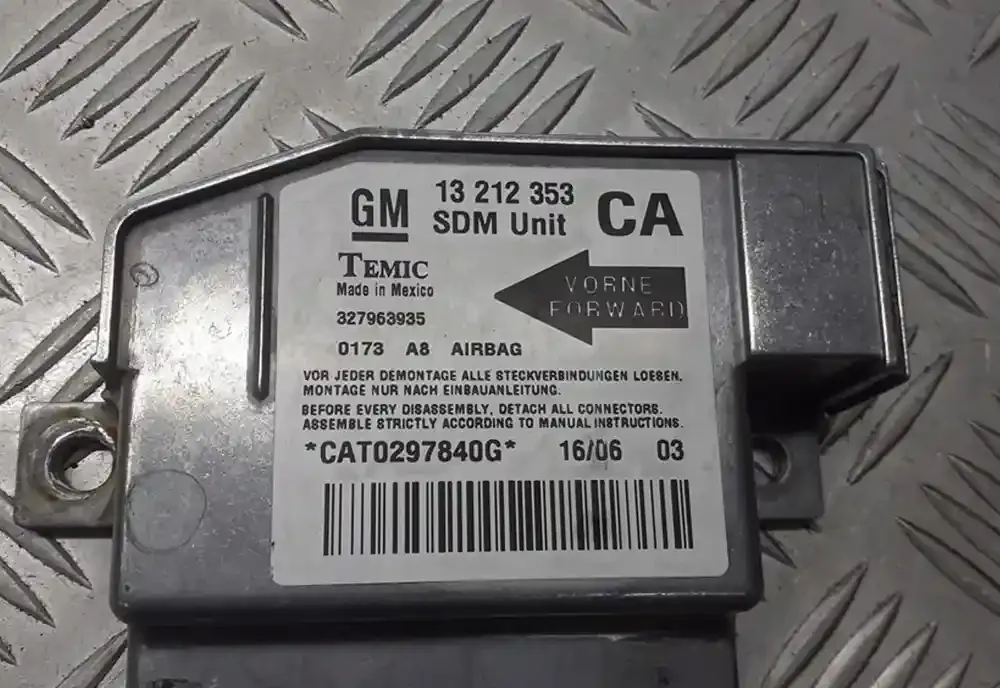 GM 13 212 353 CA
SDM Unit
TEMIC
Made in Mexico
VORNE
FORWARD
327963935
0173 A8 AIRBAG
VOR JEDER DEMONTAGE ALLE STECKVERBINDUNGEN LOESEN.
MONTAGE NUR NACH EINBAUANLEITUNG.
BEFORE EVERY DISASSEMBLY, DETACH ALL CONNECTORS.
ASSEMBLE STRICTLY ACCORDING TO MANUAL INSTRUCTIONS.
*CAT0297840G* 16/06 03